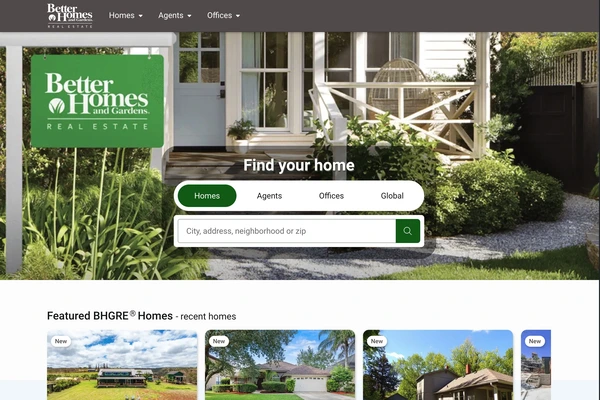 Better
Homes
and Gardens
REAL ESTATE
Homes
Agents
Offices
Better
Homes
and Gardens
REAL ESTATE
Find your home
Homes
Agents
Offices
Global
City, address, neighborhood or zip
Featured BHGRE® Homes - recent homes
New
New
New
New